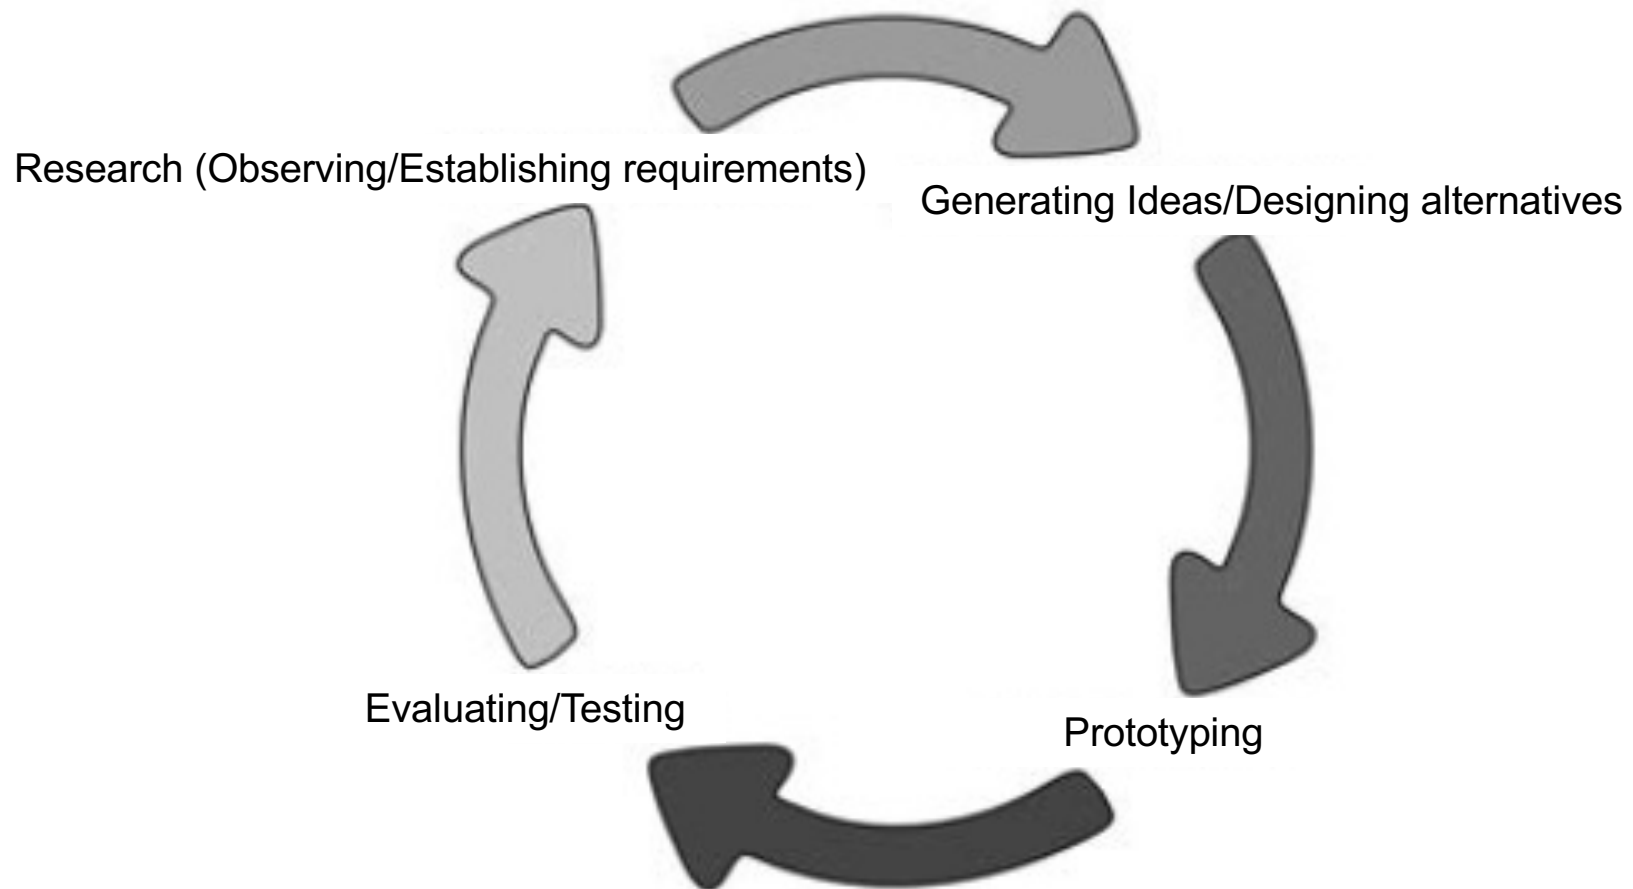 Research (Observing/Establishing requirements)
Generating Ideas/Designing alternatives
Evaluating/Testing
Prototyping